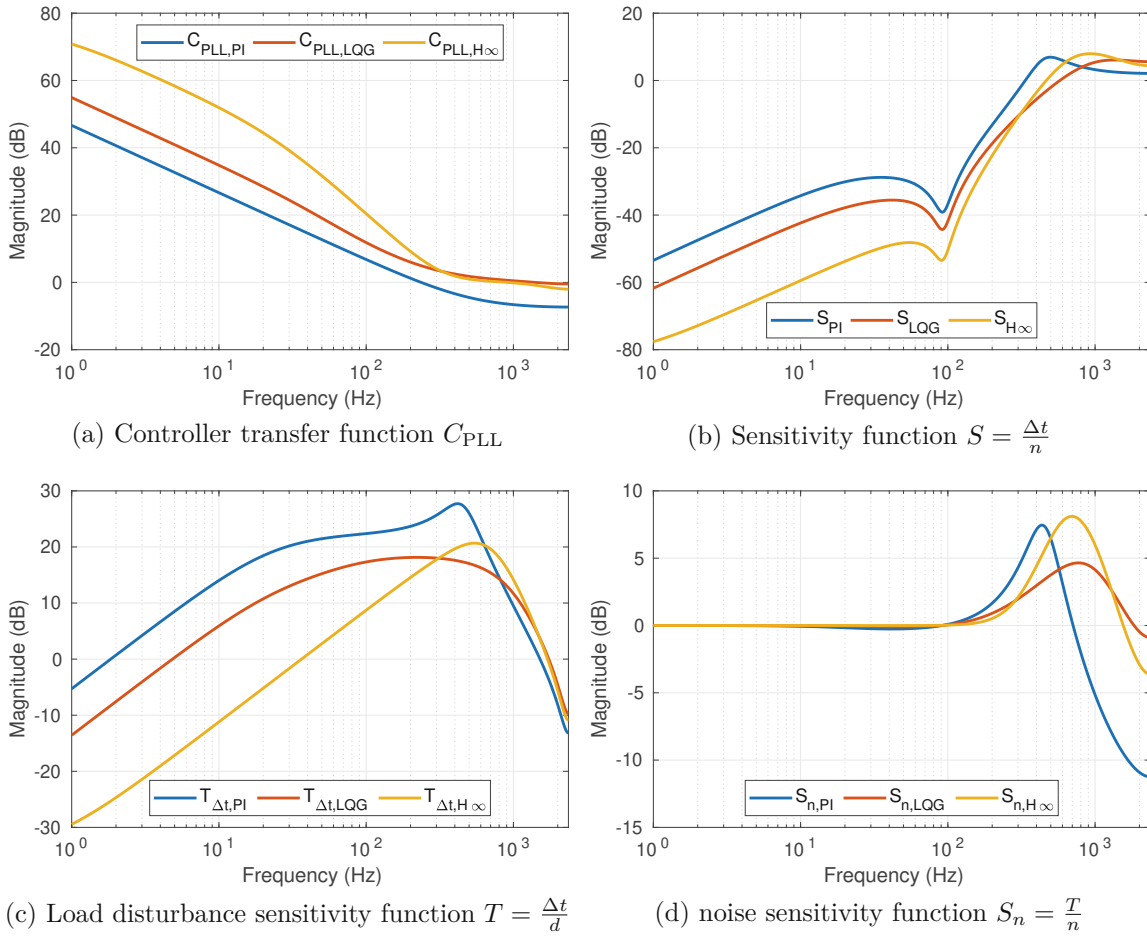 80
60
40
20
0
-20
Magnitude (dB)
C_PLL,PI C_PLL,LQG C_PLL,H∞
10^0 10^1 10^2 10^3
Frequency (Hz)
(a) Controller transfer function C_PLL
20
0
-20
-40
-60
-80
Magnitude (dB)
S_PI S_LQG S_H∞
10^0 10^1 10^2 10^3
Frequency (Hz)
(b) Sensitivity function S = Δt/n
30
20
10
0
-10
-20
-30
Magnitude (dB)
T_Δt,PI T_Δt,LQG T_Δt,H∞
10^0 10^1 10^2 10^3
Frequency (Hz)
(c) Load disturbance sensitivity function T = Δt/d
10
5
0
-5
-10
-15
Magnitude (dB)
S_n,PI S_n,LQG S_n,H∞
10^0 10^1 10^2 10^3
Frequency (Hz)
(d) noise sensitivity function S_n = T/n